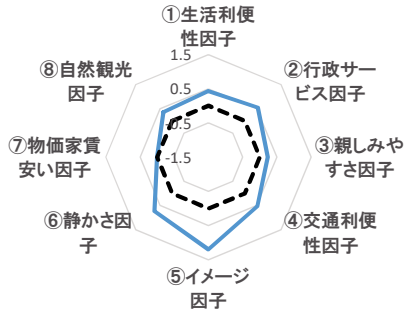 ①生活利便
性因子
1.5
0.5
-0.5
-1.5
②行政サー
ビス因子
③親しみや
すさ因子
④交通利便
性因子
⑤イメージ
因子
⑥静かさ因
子
⑦物価家賃
安い因子
⑧自然観光
因子